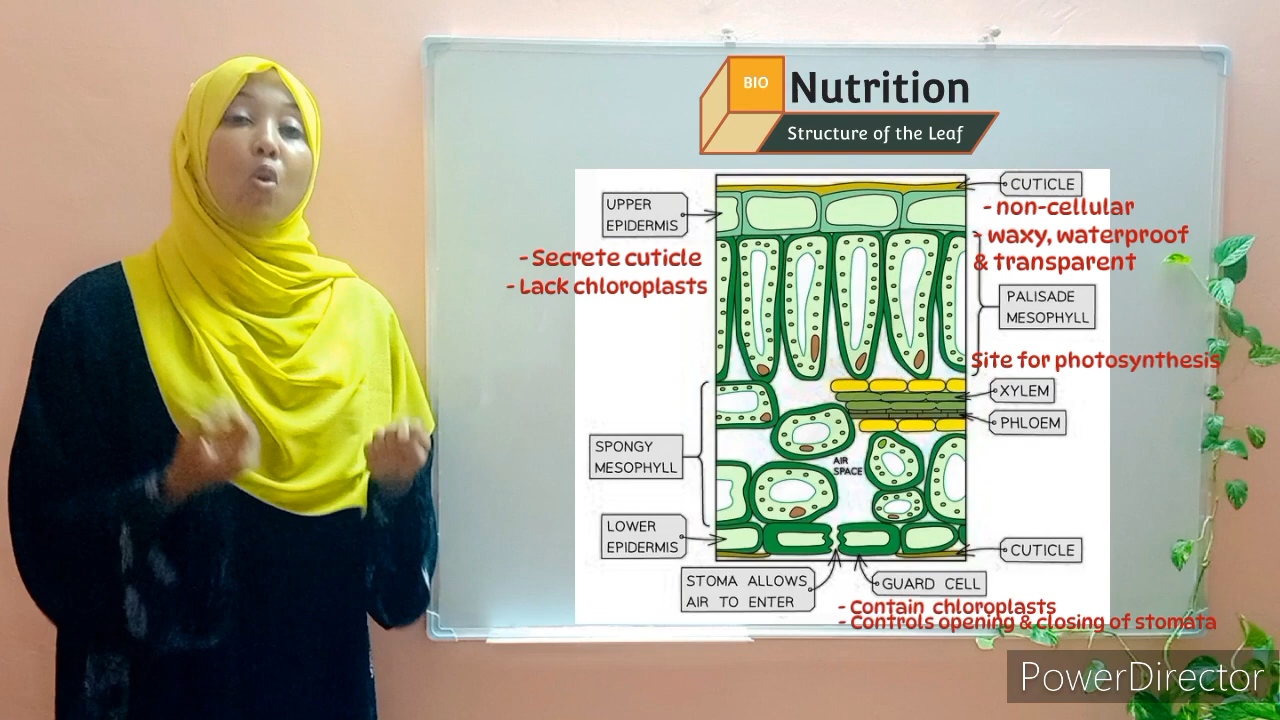 BIO
Nutrition
Structure of the Leaf
CUTICLE
- non-cellular
- waxy, waterproof
& transparent
UPPER
EPIDERMIS
- Secrete cuticle
- Lack chloroplasts
PALISADE
MESOPHYLL
Site for photosynthesis
XYLEM
PHLOEM
SPONGY
MESOPHYLL
AIR
SPACE
LOWER
EPIDERMIS
CUTICLE
STOMA ALLOWS
AIR TO ENTER
GUARD CELL
- Contain chloroplasts
- Controls opening & closing of stomata
PowerDirector